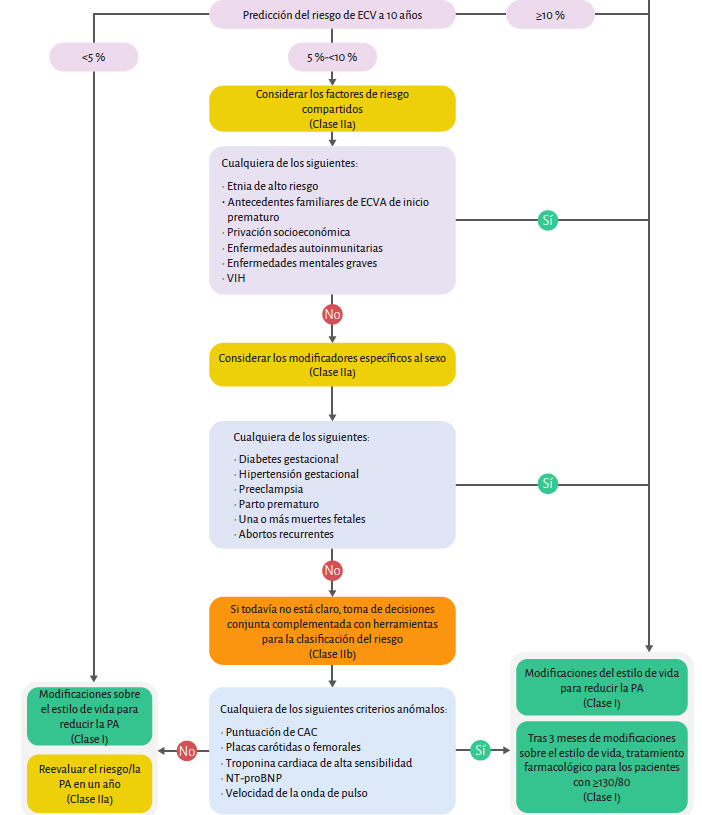 Predicción del riesgo de ECV a 10 años
≥10 %
<5 %
5 %-<10 %
Considerar los factores de riesgo
compartidos
(Clase IIa)
Cualquiera de los siguientes:
· Etnia de alto riesgo
· Antecedentes familiares de ECVA de inicio
prematuro
· Privación socioeconómica
· Enfermedades autoinmunitarias
· Enfermedades mentales graves
· VIH
Sí
No
Considerar los modificadores específicos al sexo
(Clase IIa)
Cualquiera de los siguientes:
· Diabetes gestacional
· Hipertensión gestacional
· Preeclampsia
· Parto prematuro
· Una o más muertes fetales
· Abortos recurrentes
Sí
No
Si todavía no está claro, toma de decisiones
conjunta complementada con herramientas
para la clasificación del riesgo
(Clase IIb)
Cualquiera de los siguientes criterios anómalos:
· Puntuación de CAC
· Placas carótidas o femorales
· Troponina cardiaca de alta sensibilidad
· NT-proBNP
· Velocidad de la onda de pulso
No
Sí
Modificaciones sobre
el estilo de vida para
reducir la PA
(Clase I)
Reevaluar el riesgo/la
PA en un año
(Clase IIa)
Modificaciones del estilo de vida
para reducir la PA
(Clase I)
Tras 3 meses de modificaciones
sobre el estilo de vida, tratamiento
farmacológico para los pacientes
con ≥130/80
(Clase I)